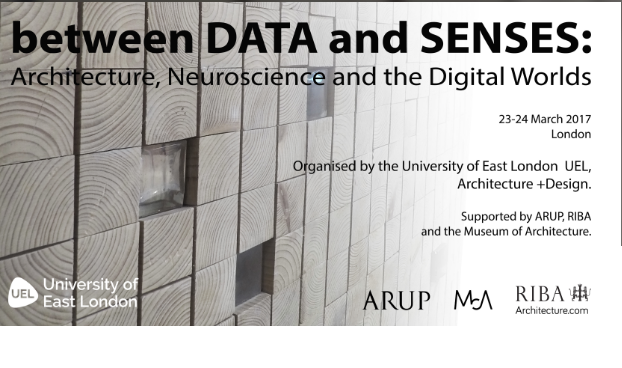 between DATA and SENSES:
Architecture, Neuroscience and the Digital Worlds
23-24 March 2017
London
Organised by the University of East London UEL,
Architecture +Design.
Supported by ARUP, RIBA
and the Museum of Architecture.
UEL University of
East London
ARUP MA RIBA
Architecture.com